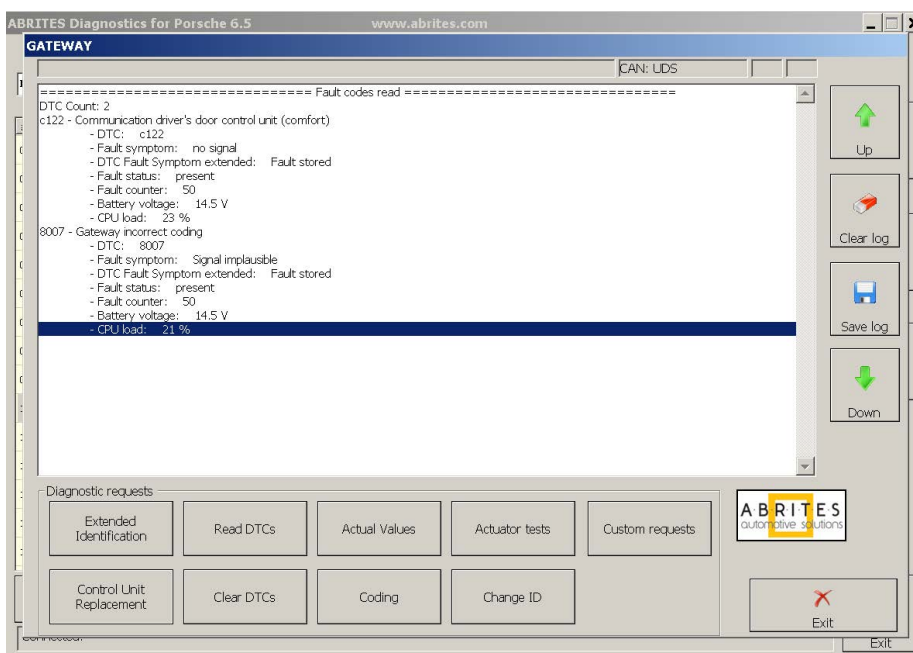 ABRITES Diagnostics for Porsche 6.5 www.abrites.com
GATEWAY
CAN: UDS
================================ Fault codes read ================================
DTC Count: 2
c122 - Communication driver's door control unit (comfort)
- DTC: c122
- Fault symptom: no signal
- DTC Fault Symptom extended: Fault stored
- Fault status: present
- Fault counter: 50
- Battery voltage: 14.5 V
- CPU load: 23 %
8007 - Gateway incorrect coding
- DTC: 8007
- Fault symptom: Signal implausible
- DTC Fault Symptom extended: Fault stored
- Fault status: present
- Fault counter: 50
- Battery voltage: 14.5 V
- CPU load: 21 %
Up
Clear log
Save log
Down
Diagnostic requests
Extended
Identification
Read DTCs
Actual Values
Actuator tests
Custom requests
Control Unit
Replacement
Clear DTCs
Coding
Change ID
A·B·R·I·T·E·S
automotive solutions
Exit
Connected.
Exit